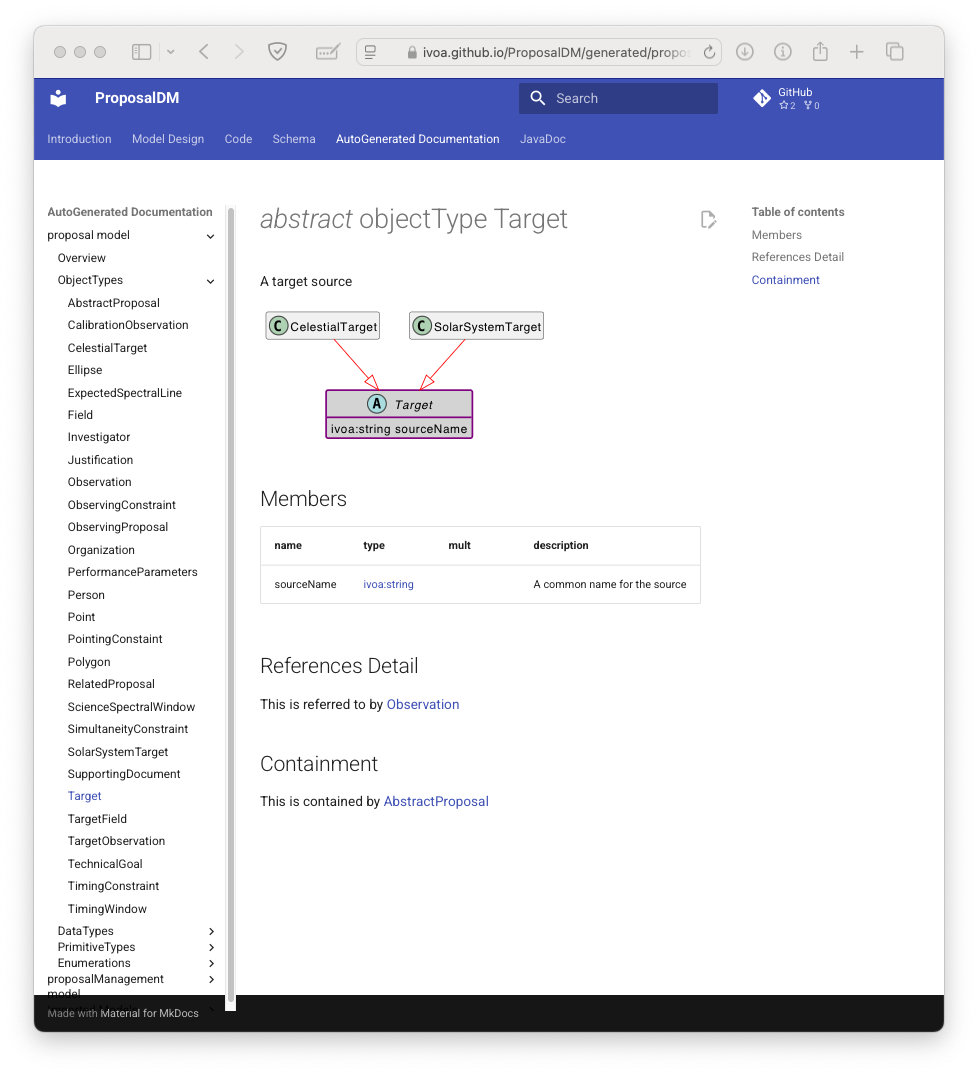 ivoa.github.io/ProposalDM/generated/propos
ProposalDM
Search
GitHub
2 0
Introduction Model Design Code Schema AutoGenerated Documentation JavaDoc
AutoGenerated Documentation
proposal model
Overview
ObjectTypes
AbstractProposal
CalibrationObservation
CelestialTarget
Ellipse
ExpectedSpectralLine
Field
Investigator
Justification
Observation
ObservingConstraint
ObservingProposal
Organization
PerformanceParameters
Person
Point
PointingConstaint
Polygon
RelatedProposal
ScienceSpectralWindow
SimultaneityConstraint
SolarSystemTarget
SupportingDocument
Target
TargetField
TargetObservation
TechnicalGoal
TimingConstraint
TimingWindow
DataTypes
PrimitiveTypes
Enumerations
proposalManagement
model
abstract objectType Target
A target source
C CelestialTarget
C SolarSystemTarget
A Target
ivoa:string sourceName
Members
name type mult description
sourceName ivoa:string A common name for the source
References Detail
This is referred to by Observation
Containment
This is contained by AbstractProposal
Table of contents
Members
References Detail
Containment
Made with Material for MkDocs